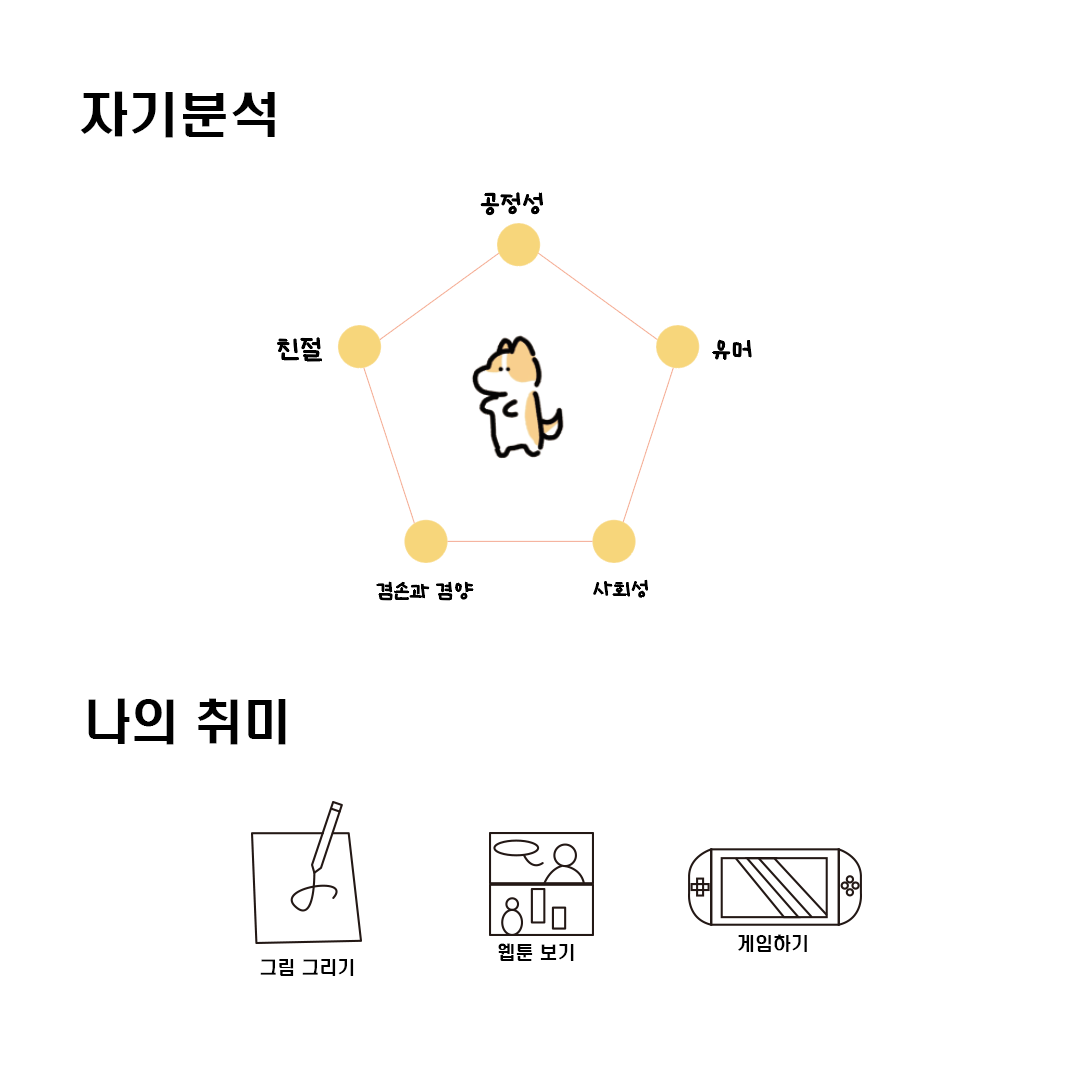 자기분석
공정성
친절
유머
겸손과 겸양
사회성
나의 취미
그림 그리기
웹툰 보기
게임하기